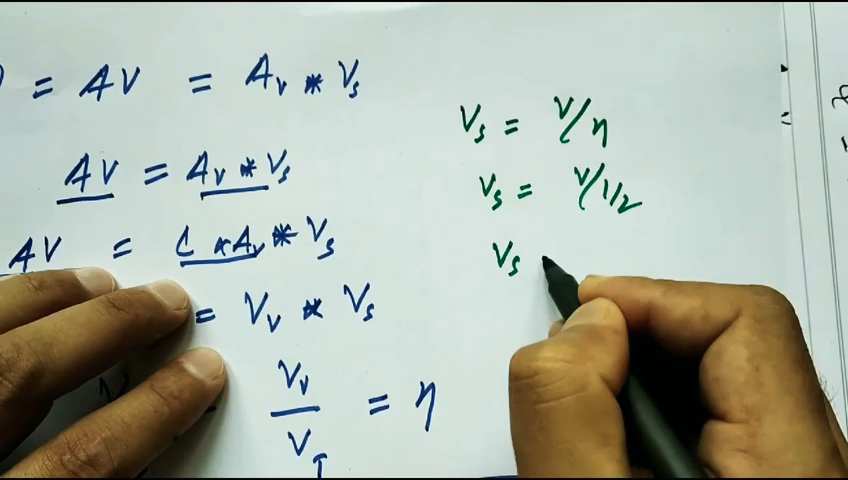 = AV = Av * Vs
AV = Av * Vs
AV = C * Av * Vs
= Vv * Vs
Vv / VT = η
Vs = V/η
Vs = V/1/2
Vs